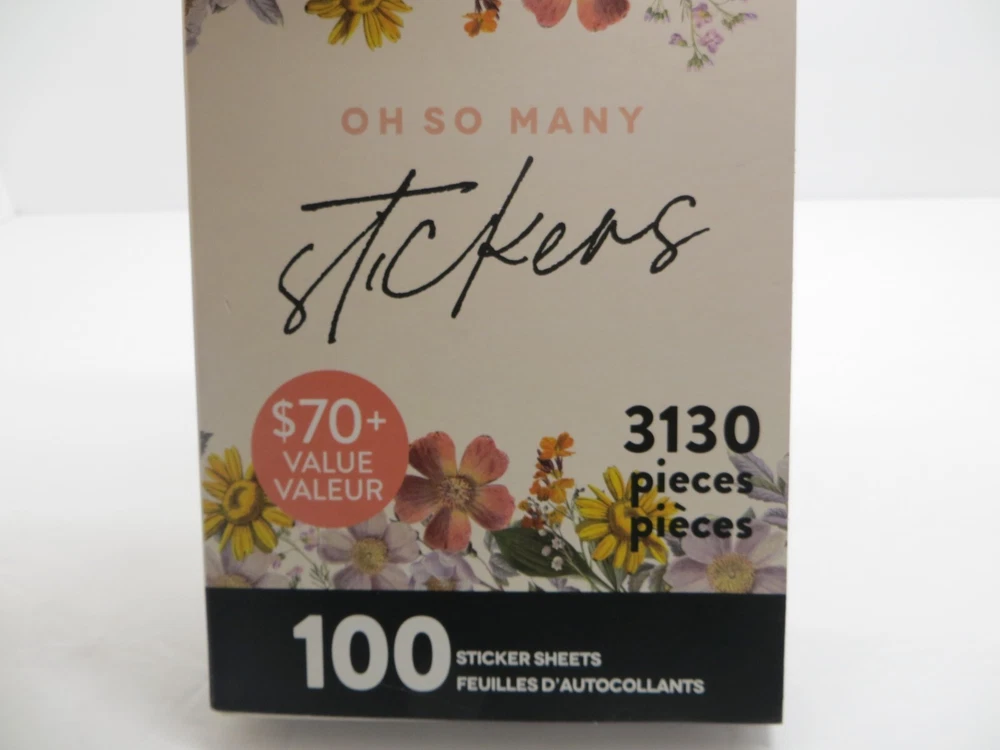 OH SO MANY
stickers
$70+
VALUE
VALEUR
3130
pieces
pièces
100
STICKER SHEETS
FEUILLES D'AUTOCOLLANTS